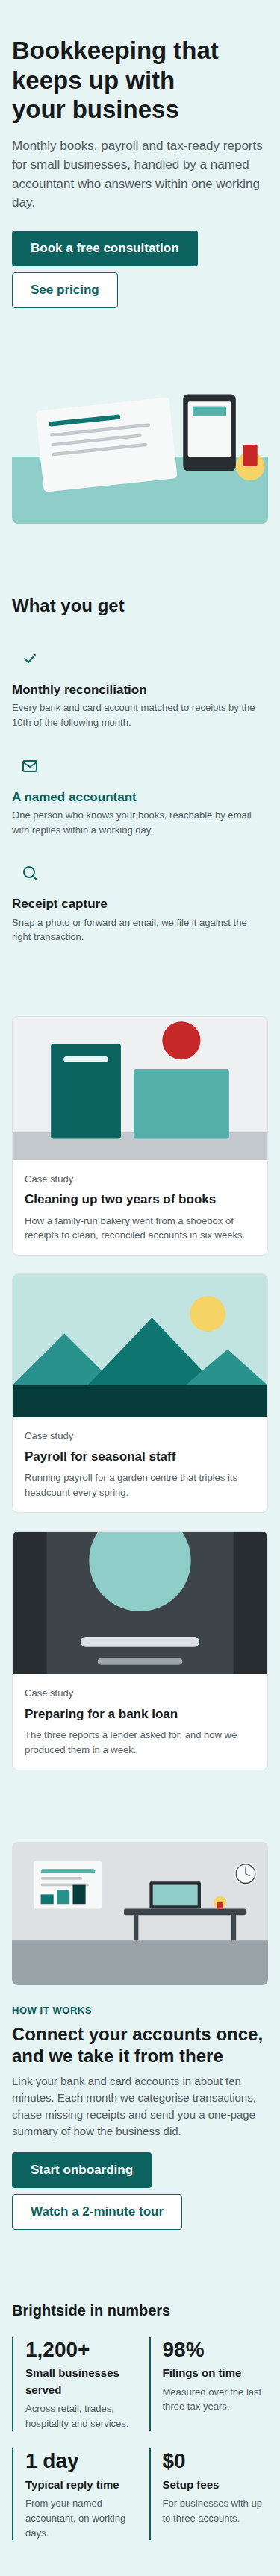 Bookkeeping that
keeps up with
your business
Monthly books, payroll and tax-ready reports
for small businesses, handled by a named
accountant who answers within one working
day.
Book a free consultation
See pricing
What you get
Monthly reconciliation
Every bank and card account matched to receipts by the
10th of the following month.
A named accountant
One person who knows your books, reachable by email
with replies within a working day.
Receipt capture
Snap a photo or forward an email; we file it against the
right transaction.
Case study
Cleaning up two years of books
How a family-run bakery went from a shoebox of
receipts to clean, reconciled accounts in six weeks.
Case study
Payroll for seasonal staff
Running payroll for a garden centre that triples its
headcount every spring.
Case study
Preparing for a bank loan
The three reports a lender asked for, and how we
produced them in a week.
HOW IT WORKS
Connect your accounts once,
and we take it from there
Link your bank and card accounts in about ten
minutes. Each month we categorise transactions,
chase missing receipts and send you a one-page
summary of how the business did.
Start onboarding
Watch a 2-minute tour
Brightside in numbers
1,200+
Small businesses
served
Across retail, trades,
hospitality and services.
98%
Filings on time
Measured over the last
three tax years.
1 day
Typical reply time
From your named
accountant, on working
days.
$0
Setup fees
For businesses with up
to three accounts.